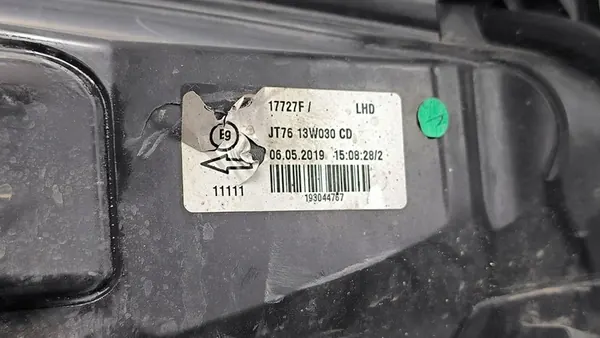 17727F / LHD
E9
JT76 13W030 CD
06.05.2019 15:08:28/2
11111
193044767